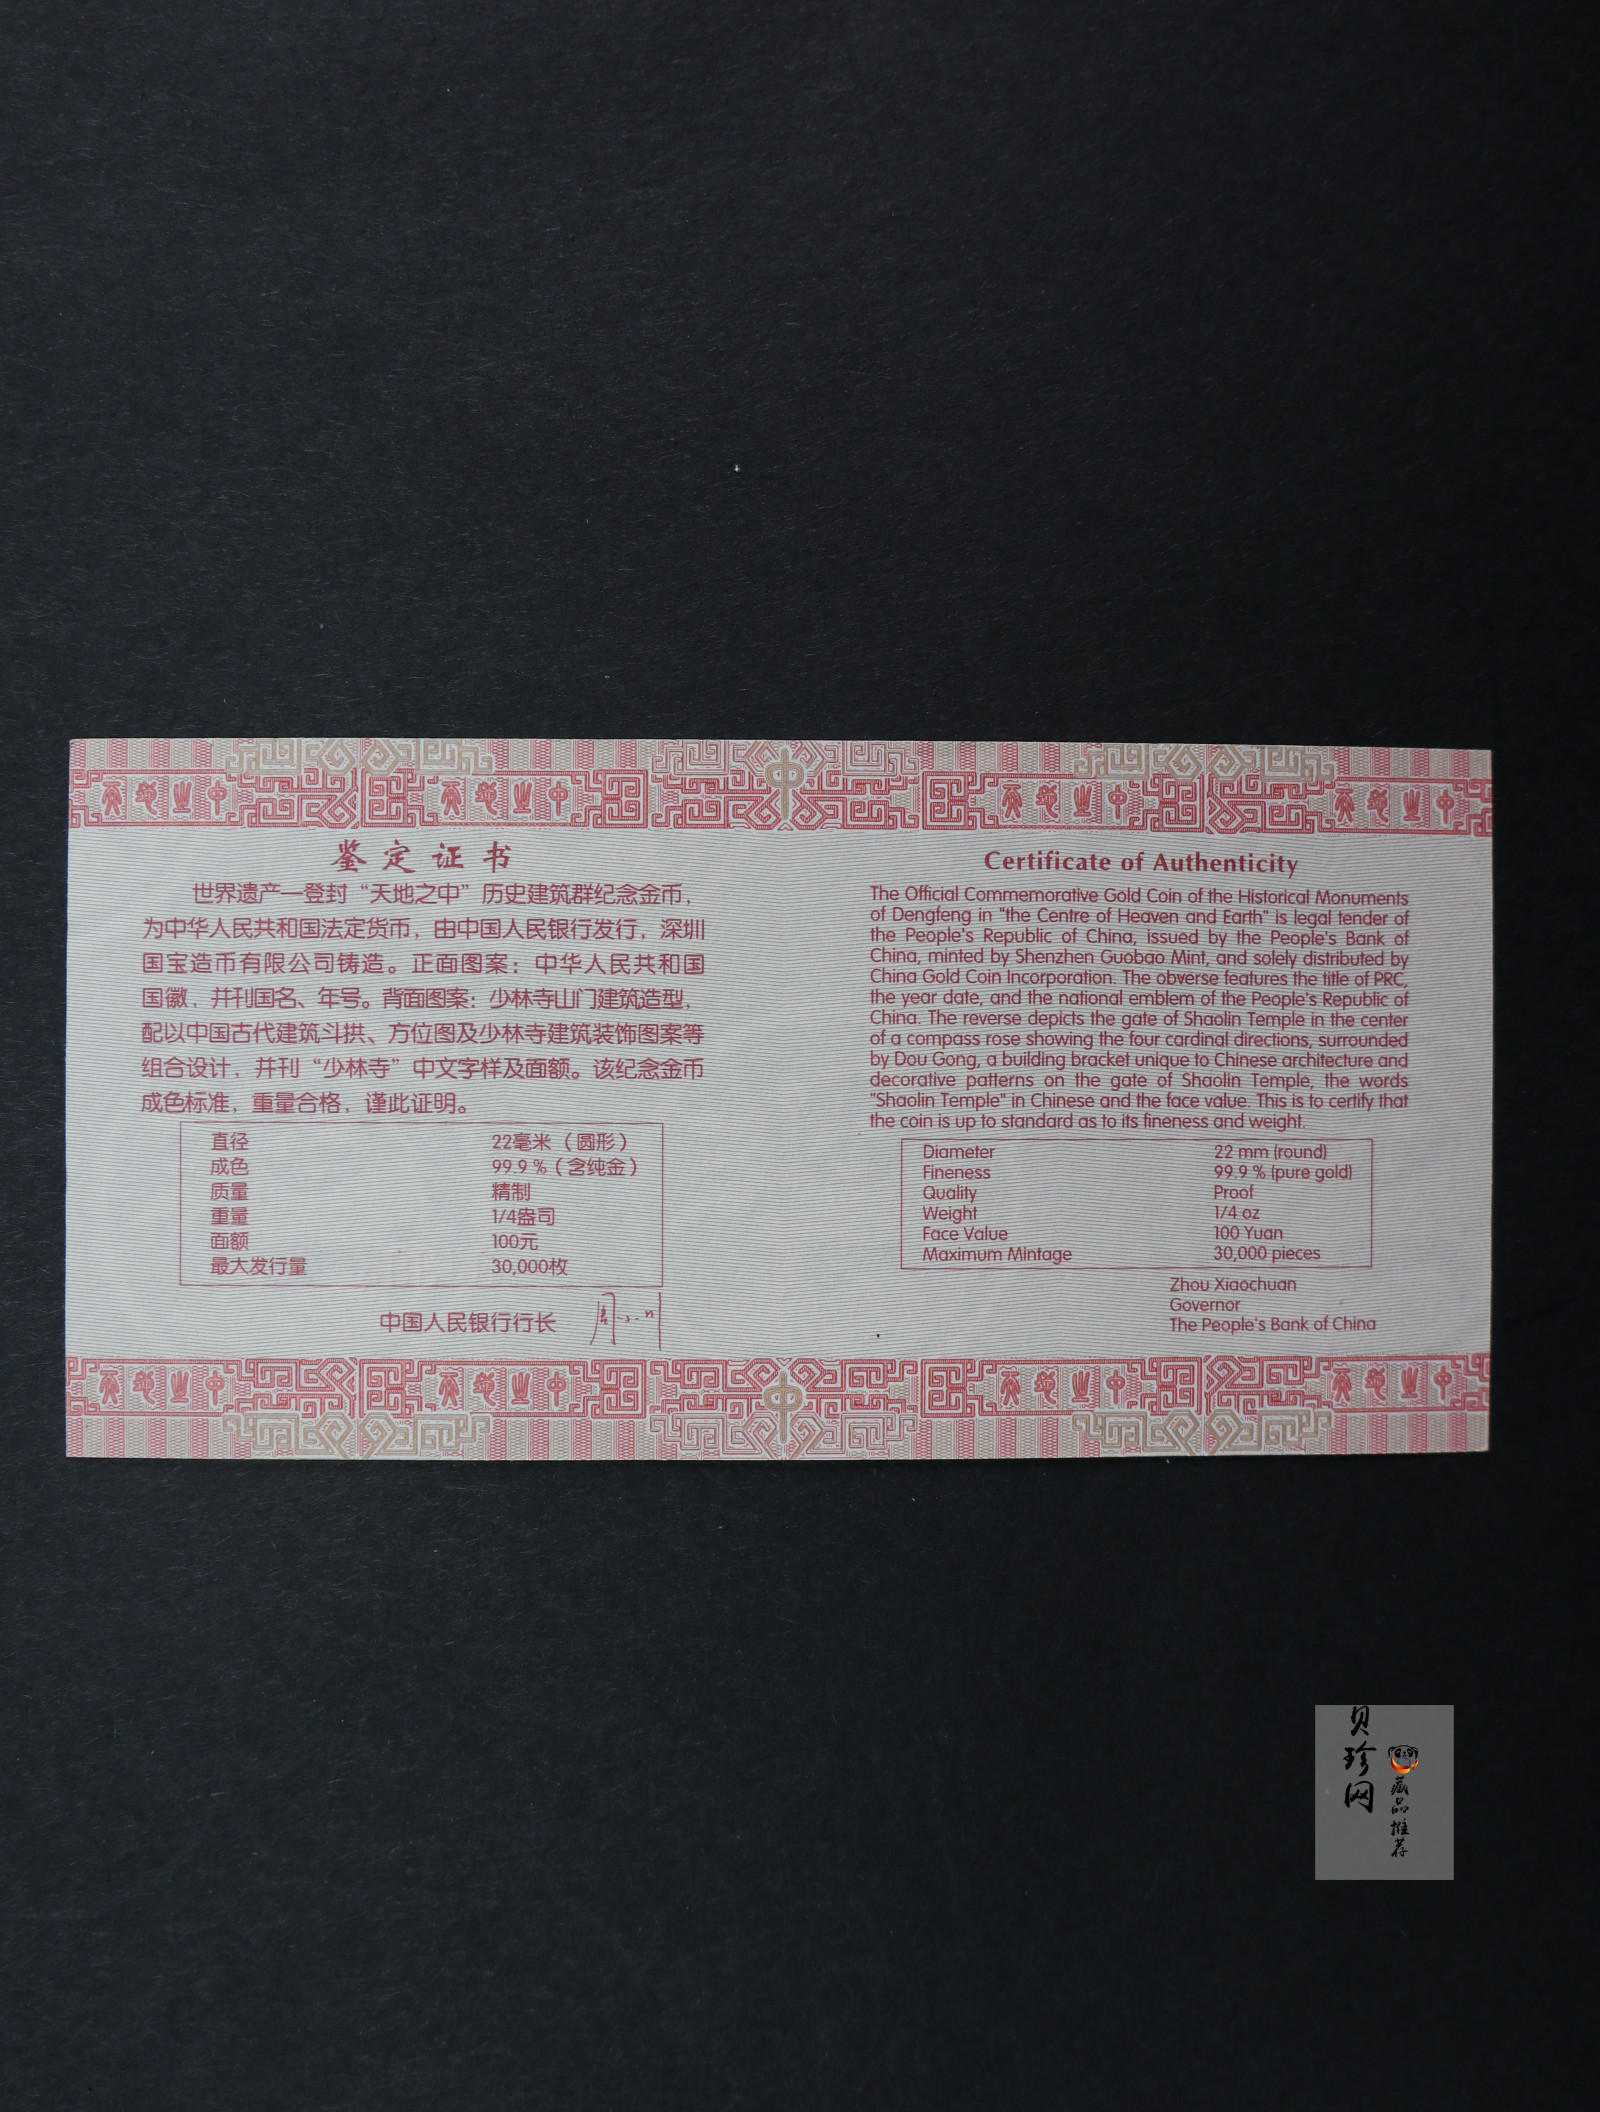 鉴定证书
世界遗产—登封“天地之中”历史建筑群纪念金币，
为中华人民共和国法定货币，由中国人民银行发行，深圳
国宝造币有限公司铸造。正面图案：中华人民共和国
国徽，并刊国名、年号。背面图案：少林寺山门建筑造型，
配以中国古代建筑斗拱、方位图及少林寺建筑装饰图案等
组合设计，并刊“少林寺”中文字样及面额。该纪念金币
成色标准，重量合格，谨此证明。
直径 22毫米（圆形）
成色 99.9％（含纯金）
质量 精制
重量 1/4盎司
面额 100元
最大发行量 30,000枚
中国人民银行行长
Certificate of Authenticity
The Official Commemorative Gold Coin of the Historical Monuments
of Dengfeng in "the Centre of Heaven and Earth" is legal tender of
the People's Republic of China, issued by the People's Bank of
China, minted by Shenzhen Guobao Mint, and solely distributed by
China Gold Coin Incorporation. The obverse features the title of PRC,
the year date, and the national emblem of the People's Republic of
China. The reverse depicts the gate of Shaolin Temple in the center
of a compass rose showing the four cardinal directions, surrounded
by Dou Gong, a building bracket unique to Chinese architecture and
decorative patterns on the gate of Shaolin Temple, the words
"Shaolin Temple" in Chinese and the face value. This is to certify that
the coin is up to standard as to its fineness and weight.
Diameter 22 mm (round)
Fineness 99.9 % (pure gold)
Quality Proof
Weight 1/4 oz
Face Value 100 Yuan
Maximum Mintage 30,000 pieces
Zhou Xiaochuan
Governor
The People's Bank of China
贝珍网
藏品推荐